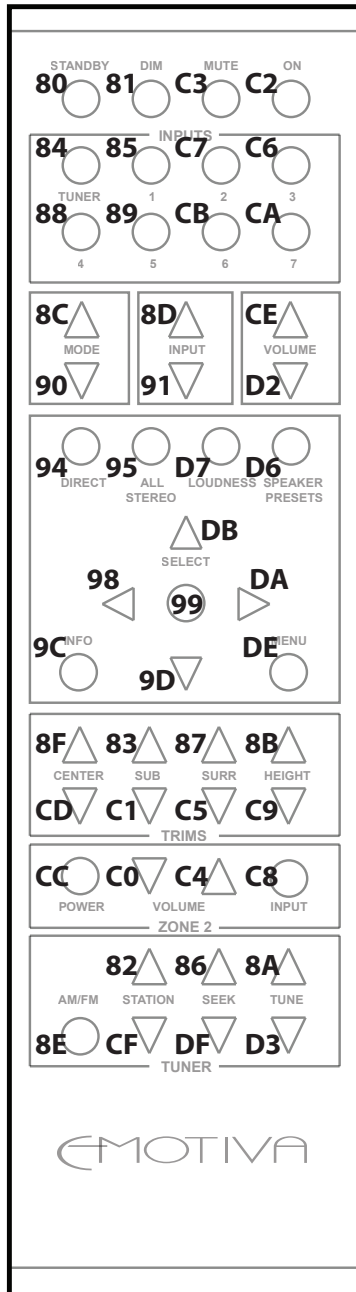 STANDBY DIM MUTE ON
80 81 C3 C2
INPUTS
84 85 C7 C6
TUNER 1 2 3
88 89 CB CA
4 5 6 7
8C 8D CE
MODE INPUT VOLUME
90 91 D2
94 95 D7 D6
DIRECT ALL STEREO LOUDNESS SPEAKER PRESETS
DB
SELECT
98 99 DA
INFO MENU
9C 9D DE
8F 83 87 8B
CENTER SUB SURR HEIGHT
CD C1 C5 C9
TRIMS
CC C0 C4 C8
POWER VOLUME INPUT
ZONE 2
82 86 8A
AM/FM STATION SEEK TUNE
8E CF DF D3
TUNER
EMOTIVA